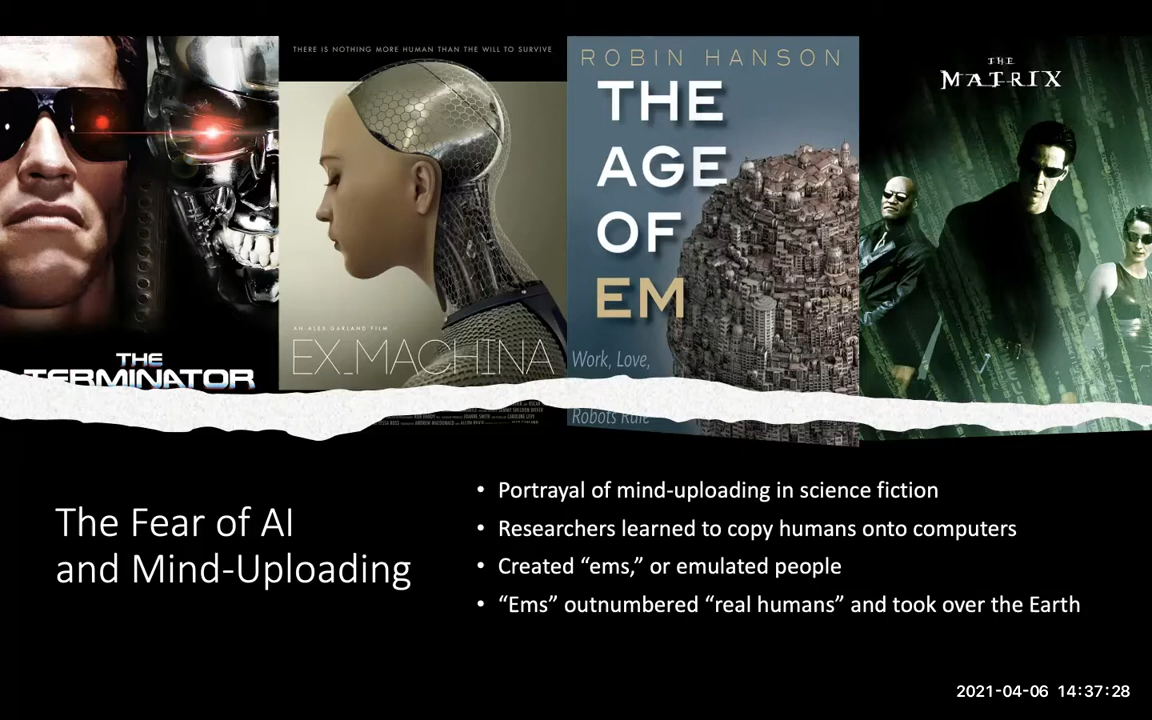 THE
TERMINATOR
THERE IS NOTHING MORE HUMAN THAN THE WILL TO SURVIVE
AN ALEX GARLAND FILM
EX_MACHINA
ROBIN HANSON
THE
AGE
OF
EM
Work, Love,
Robots Rule
THE
MATRIX
The Fear of AI
and Mind-Uploading
• Portrayal of mind-uploading in science fiction
• Researchers learned to copy humans onto computers
• Created “ems,” or emulated people
• “Ems” outnumbered “real humans” and took over the Earth
2021-04-06 14:37:28